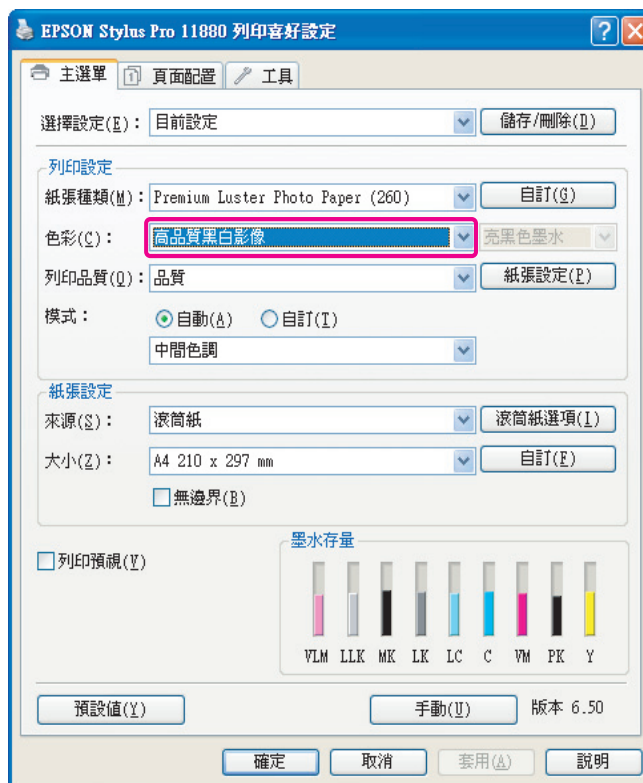 EPSON Stylus Pro 11880 列印喜好設定
主選單 頁面配置 工具
選擇設定(E): 目前設定 儲存/刪除(D)
列印設定
紙張種類(M): Premium Luster Photo Paper (260) 自訂(G)
色彩(C): 高品質黑白影像 亮黑色墨水
列印品質(Q): 品質 紙張設定(P)
模式: 自動(A) 自訂(T)
中間色調
紙張設定
來源(S): 滾筒紙 滾筒紙選項(I)
大小(Z): A4 210 x 297 mm 自訂(F)
無邊界(B)
列印預視(V)
墨水存量
VLM LLK MK LK LC C VM PK Y
預設值(Y) 手動(U) 版本 6.50
確定 取消 套用(A) 說明